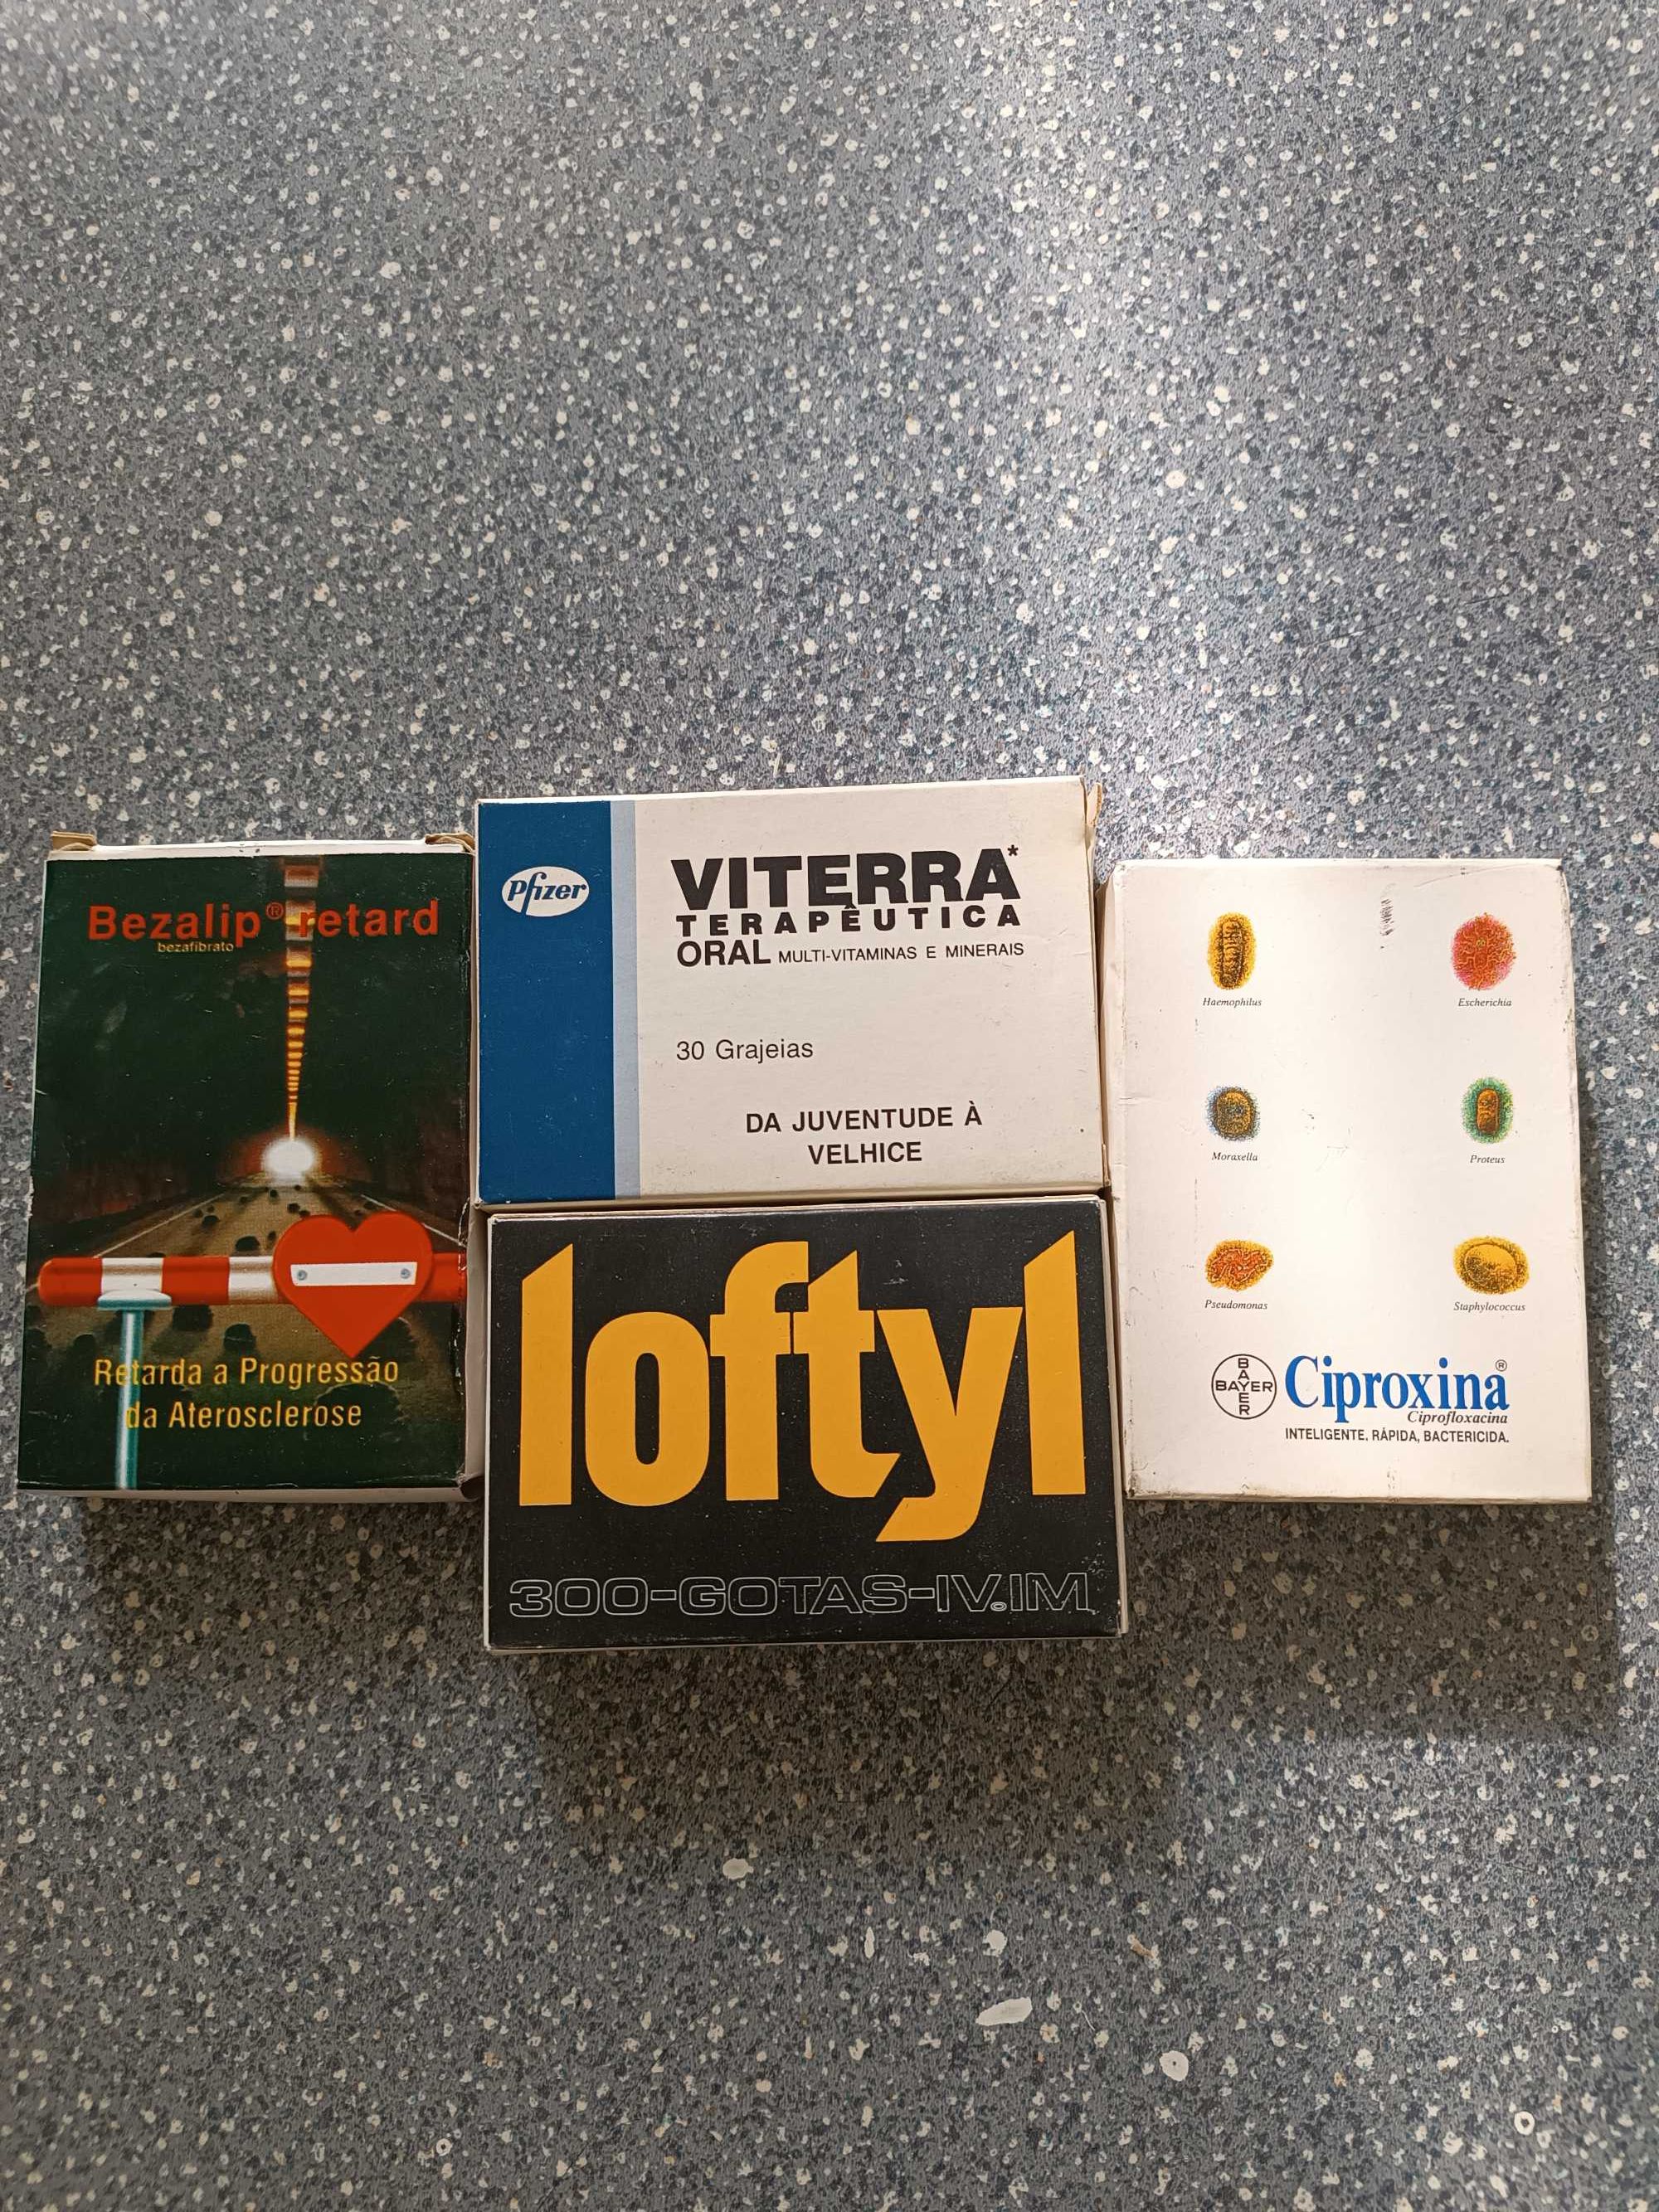 Bezalip® retard
bezafibrato
Retarda a Progressão
da Aterosclerose
Pfizer
VITERRA*
TERAPÊUTICA
ORAL MULTI-VITAMINAS E MINERAIS
30 Grajeias
DA JUVENTUDE À
VELHICE
loftyl
300-GOTAS-IV.IM
Haemophilus
Escherichia
Moraxella
Proteus
Pseudomonas
Staphylococcus
BAYER
BAYER
Ciproxina®
Ciprofloxacina
INTELIGENTE, RÁPIDA, BACTERICIDA.